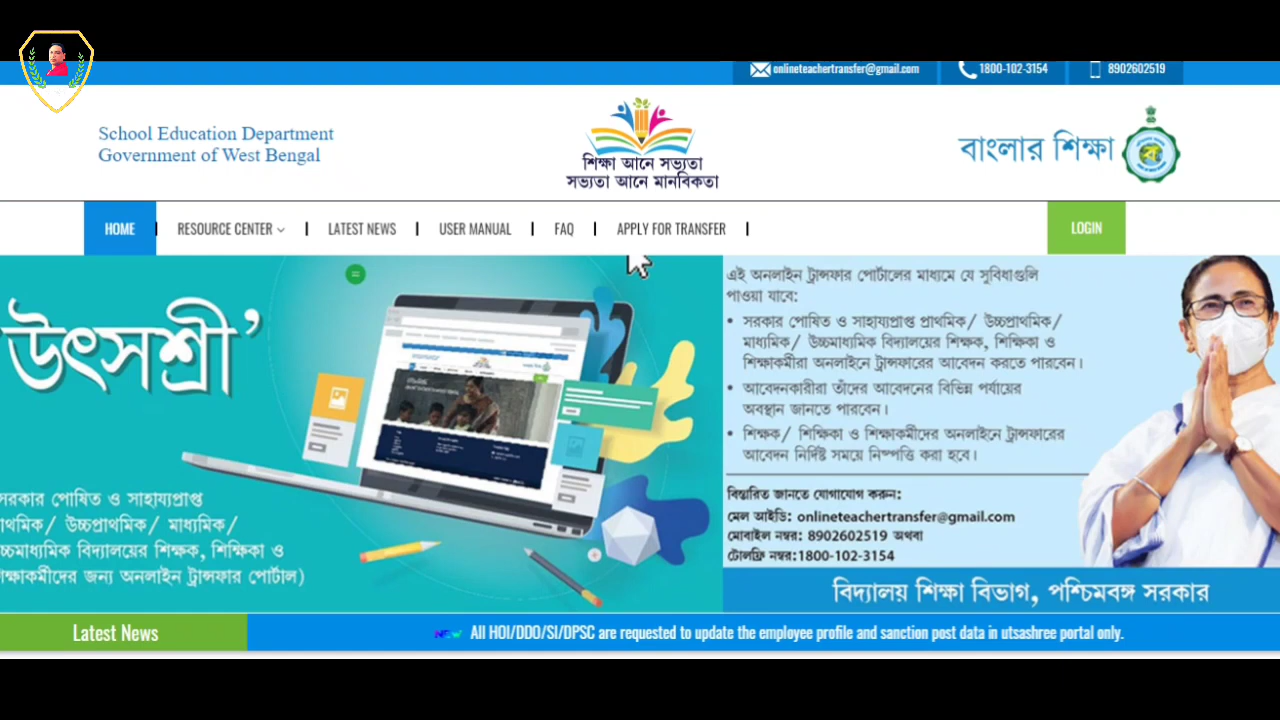 onlineteachertransfer@gmail.com
1800-102-3154
8902602519
School Education Department
Government of West Bengal
শিক্ষা আনে সভ্যতা
সভ্যতা আনে মানবিকতা
বাংলার শিক্ষা
HOME
RESOURCE CENTER
LATEST NEWS
USER MANUAL
FAQ
APPLY FOR TRANSFER
LOGIN
উৎসশ্রী’
সরকার পোষিত ও সাহায্যপ্রাপ্ত
প্রাথমিক/ উচ্চপ্রাথমিক/ মাধ্যমিক/
উচ্চমাধ্যমিক বিদ্যালয়ের শিক্ষক, শিক্ষিকা ও
শিক্ষাকর্মীদের জন্য অনলাইন ট্রান্সফার পোর্টাল)
এই অনলাইন ট্রান্সফার পোর্টালের মাধ্যমে যে সুবিধাগুলি
পাওয়া যাবে:
• সরকার পোষিত ও সাহায্যপ্রাপ্ত প্রাথমিক/ উচ্চপ্রাথমিক/
মাধ্যমিক/ উচ্চমাধ্যমিক বিদ্যালয়ের শিক্ষক, শিক্ষিকা ও
শিক্ষাকর্মীরা অনলাইনে ট্রান্সফারের আবেদন করতে পারবেন।
• আবেদনকারীরা তাঁদের আবেদনের বিভিন্ন পর্যায়ের
অবস্থান জানতে পারবেন।
• শিক্ষক/ শিক্ষিকা ও শিক্ষাকর্মীদের অনলাইনে ট্রান্সফারের
আবেদন নির্দিষ্ট সময়ে নিষ্পত্তি করা হবে।
বিস্তারিত জানতে যোগাযোগ করুন:
মেল আইডি: onlineteachertransfer@gmail.com
মোবাইল নম্বর: 8902602519 অথবা
টোলফ্রি নম্বর:1800-102-3154
বিদ্যালয় শিক্ষা বিভাগ, পশ্চিমবঙ্গ সরকার
Latest News
NEW All HOI/DDO/SI/DPSC are requested to update the employee profile and sanction post data in utsashree portal only.